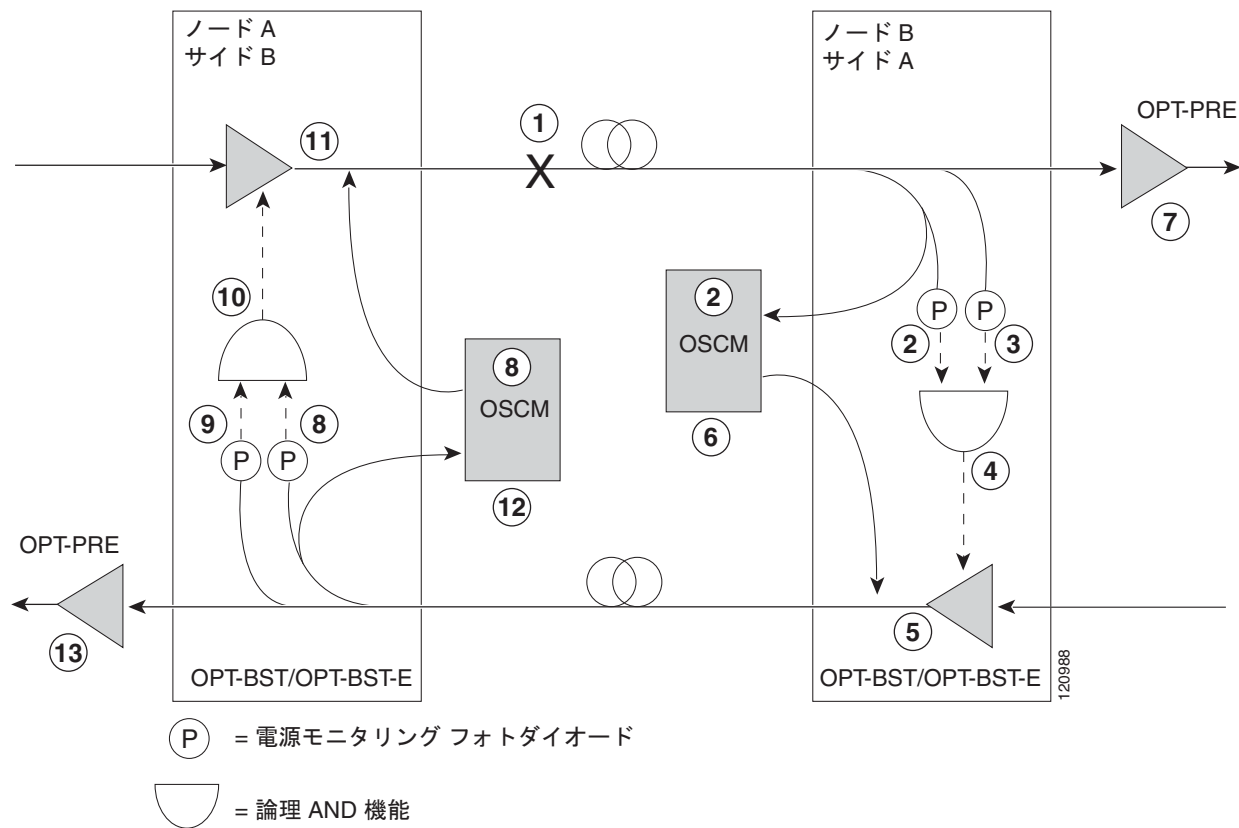 ノード A
サイド B
ノード B
サイド A
OPT-PRE
11
1
7
10
2
OSCM
P
P
2
3
8
OSCM
9
8
6
P
P
4
12
OPT-PRE
13
5
OPT-BST/OPT-BST-E
OPT-BST/OPT-BST-E
120988
X
P = 電源モニタリング フォトダイオード
= 論理 AND 機能